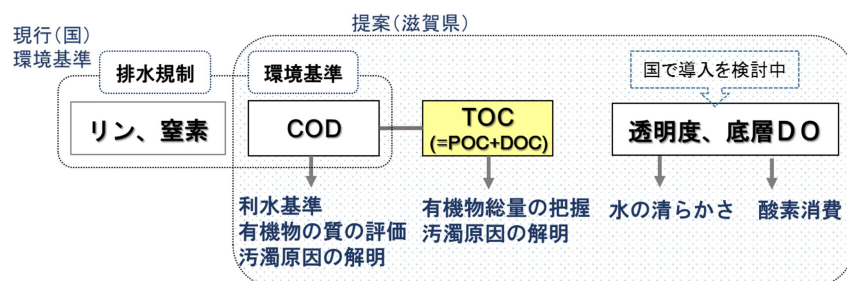 提案（滋賀県）
現行（国）
環境基準
排水規制
環境基準
国で導入を検討中
リン、窒素
COD
TOC
(=POC+DOC)
透明度、底層DO
利水基準
有機物の質の評価
汚濁原因の解明
有機物総量の把握
汚濁原因の解明
水の清らかさ
酸素消費